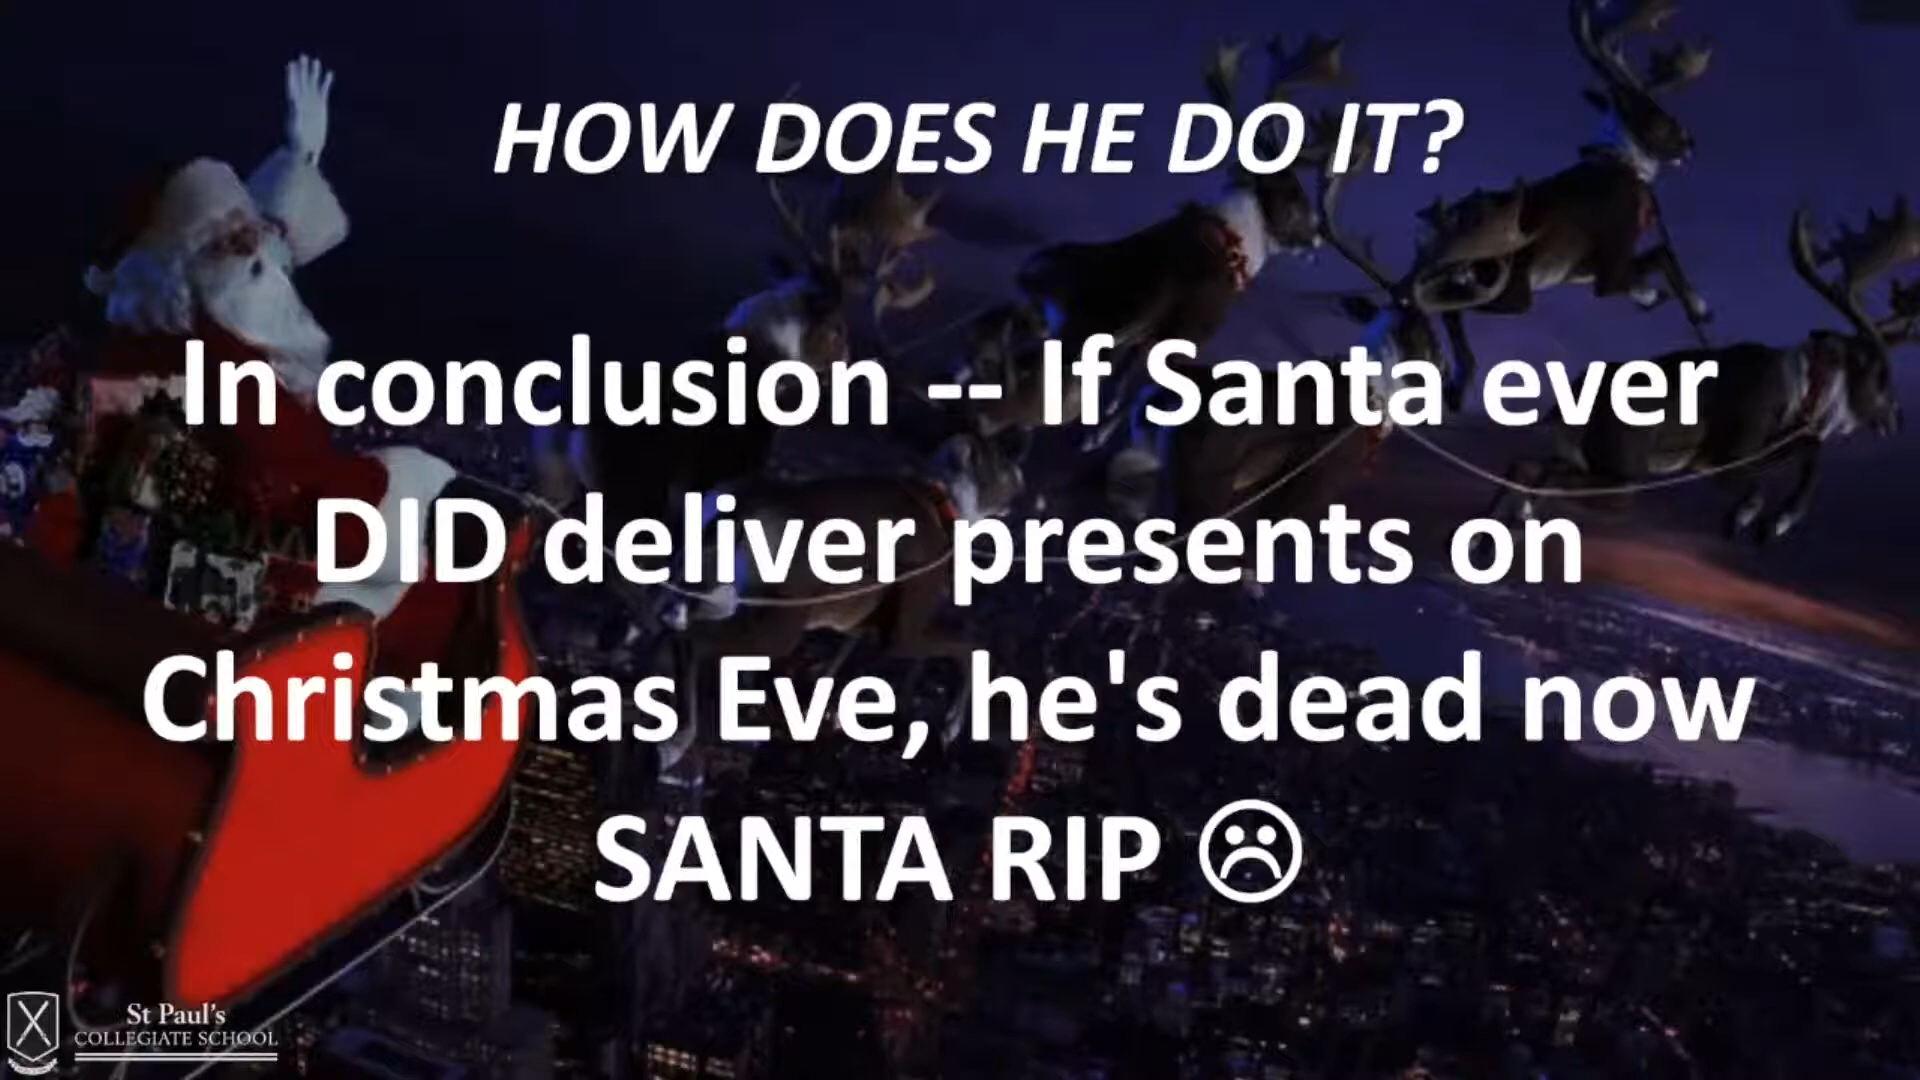 HOW DOES HE DO IT?
In conclusion -- If Santa ever
DID deliver presents on
Christmas Eve, he's dead now
SANTA RIP ☹
St Paul's
COLLEGIATE SCHOOL